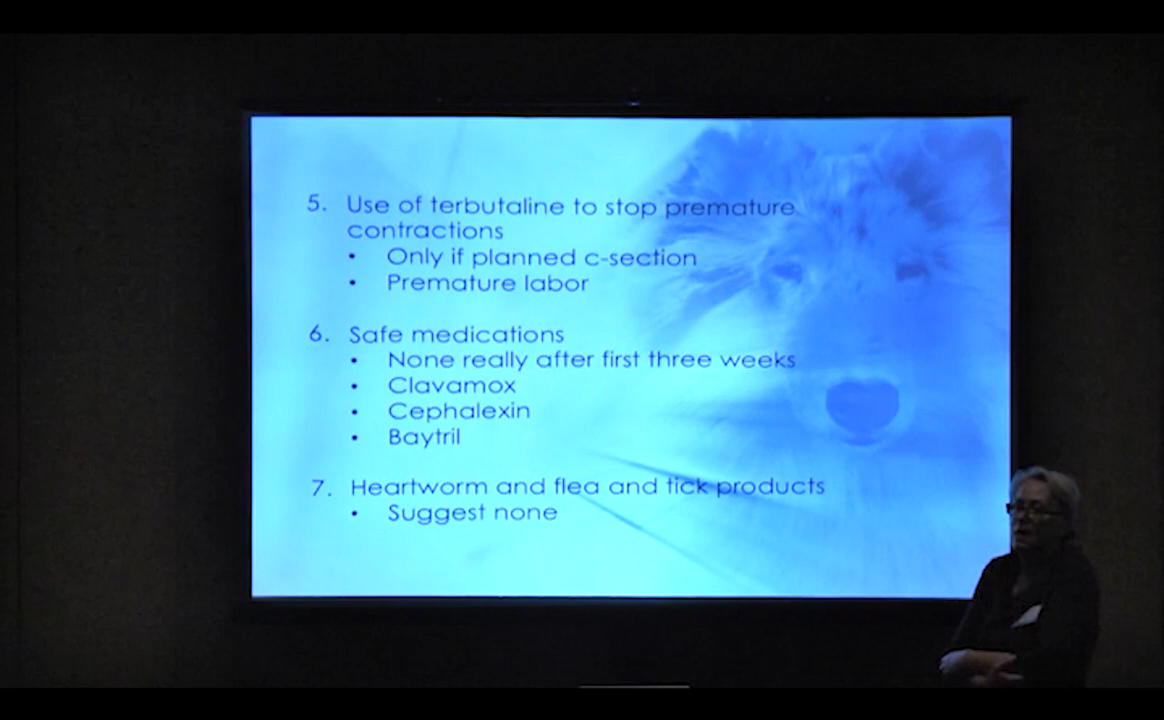 5. Use of terbutaline to stop premature
contractions
• Only if planned c-section
• Premature labor
6. Safe medications
• None really after first three weeks
• Clavamox
• Cephalexin
• Baytril
7. Heartworm and flea and tick products
• Suggest none